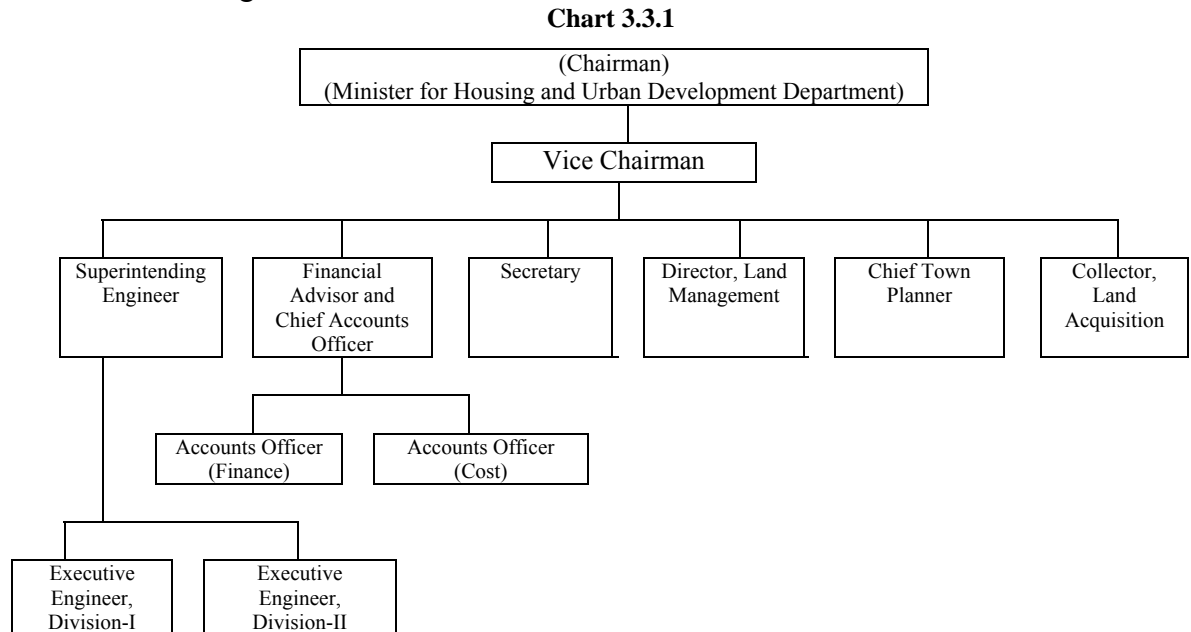 Chart 3.3.1
(Chairman)
(Minister for Housing and Urban Development Department)
Vice Chairman
Superintending
Engineer
Financial
Advisor and
Chief Accounts
Officer
Secretary
Director, Land
Management
Chief Town
Planner
Collector,
Land
Acquisition
Accounts Officer
(Finance)
Accounts Officer
(Cost)
Executive
Engineer,
Division-I
Executive
Engineer,
Division-II